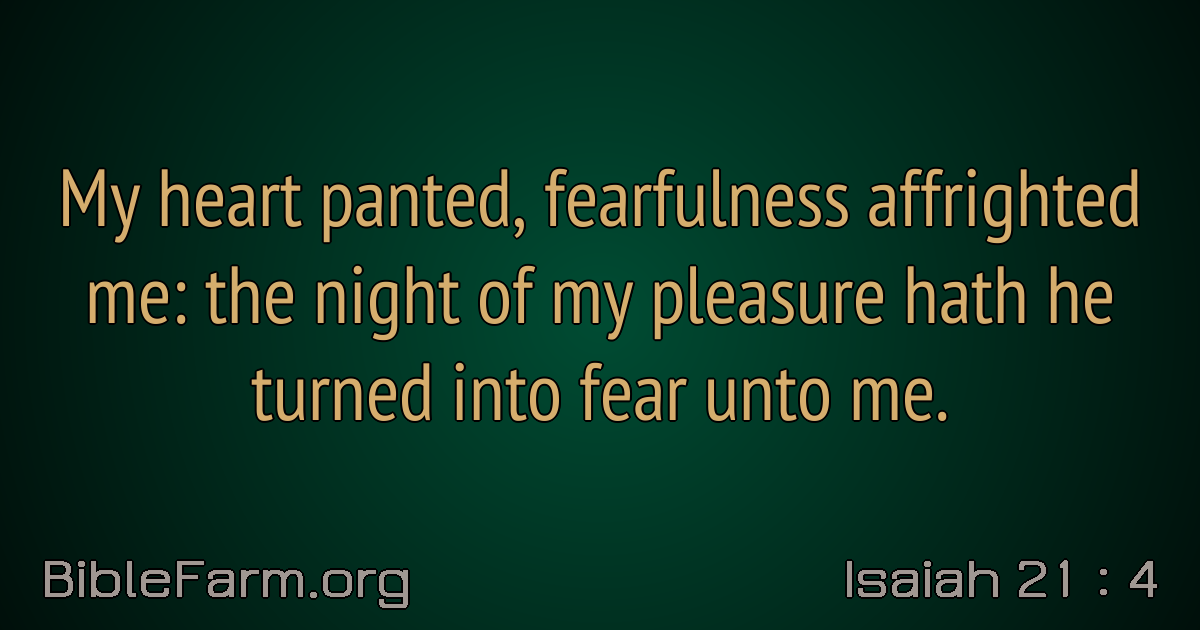 My heart panted, fearfulness affrighted
me: the night of my pleasure hath he
turned into fear unto me.
BibleFarm.org
Isaiah 21 : 4